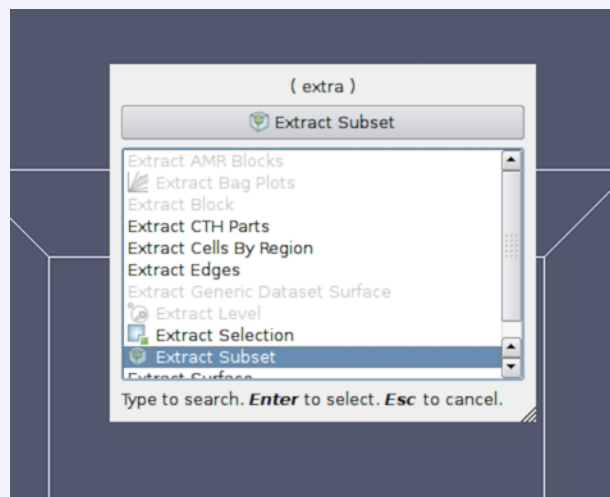 ( extra )
Extract Subset
Extract AMR Blocks
Extract Bag Plots
Extract Block
Extract CTH Parts
Extract Cells By Region
Extract Edges
Extract Generic Dataset Surface
Extract Level
Extract Selection
Extract Subset
Extract Surface
Type to search. Enter to select. Esc to cancel.